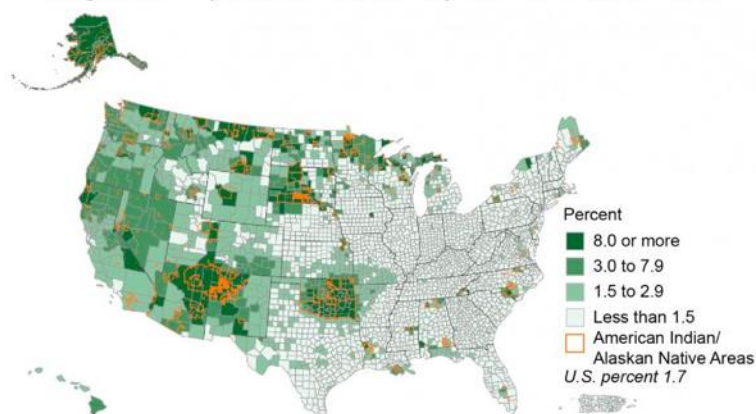 Percent
8.0 or more
3.0 to 7.9
1.5 to 2.9
Less than 1.5
American Indian/
Alaskan Native Areas
U.S. percent 1.7